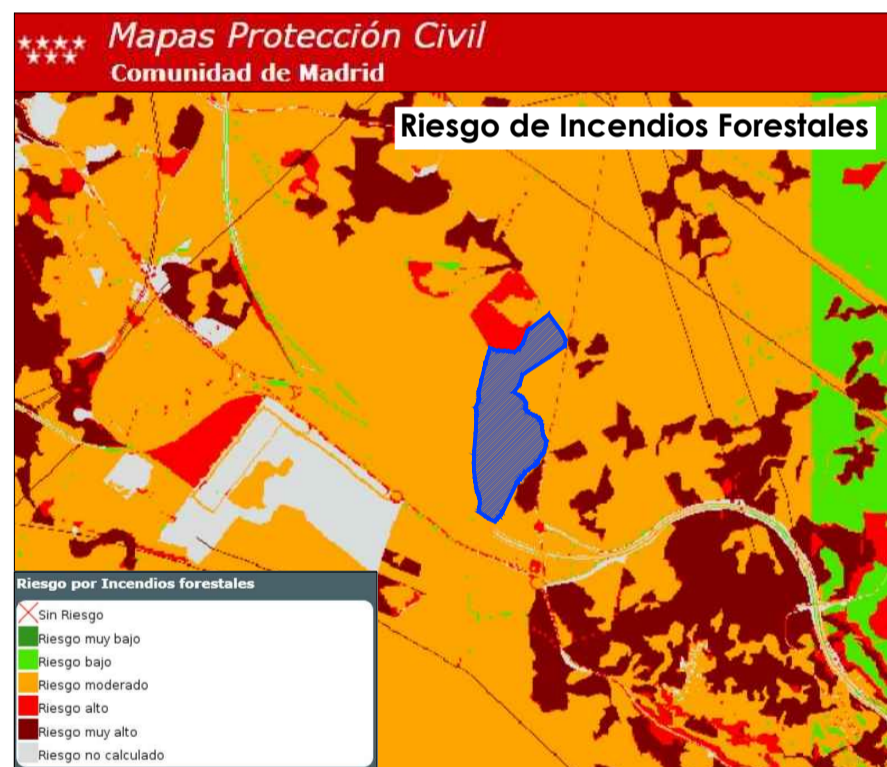 Mapas Protección Civil
Comunidad de Madrid
Riesgo de Incendios Forestales
Riesgo por Incendios forestales
Sin Riesgo
Riesgo muy bajo
Riesgo bajo
Riesgo moderado
Riesgo alto
Riesgo muy alto
Riesgo no calculado